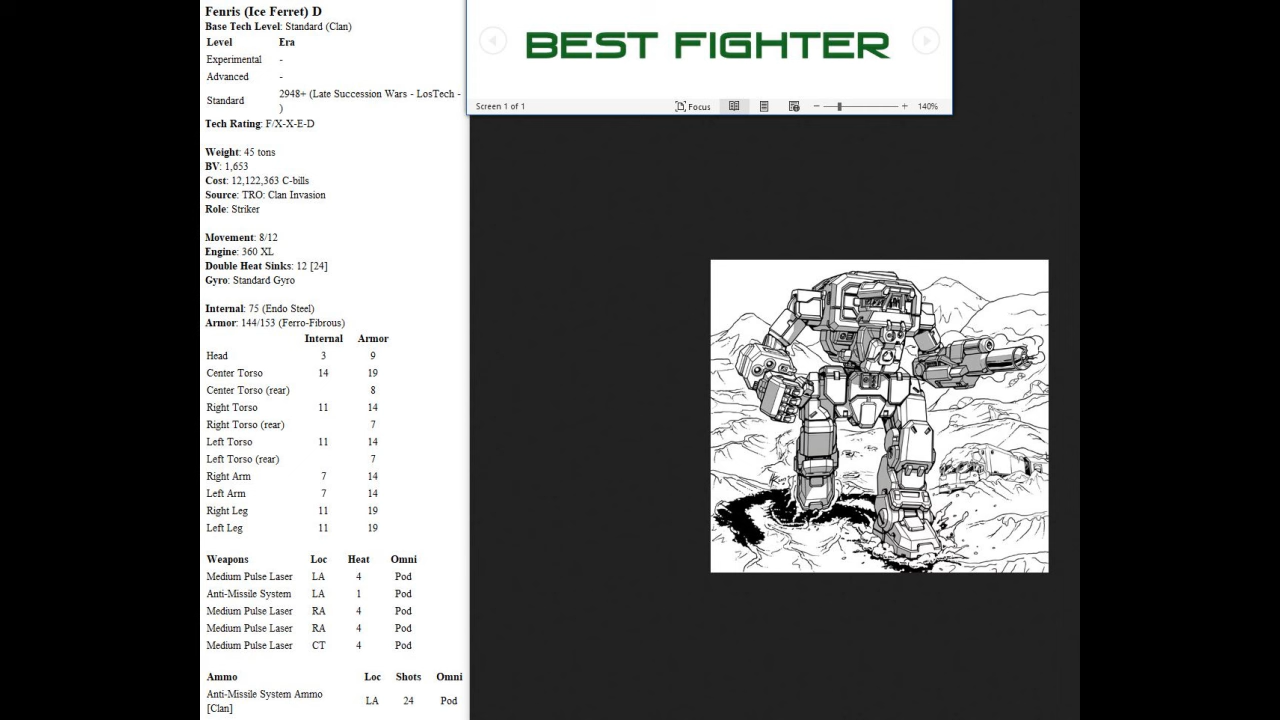 Fenris (Ice Ferret) D
Base Tech Level: Standard (Clan)
Level Era
Experimental -
Advanced -
Standard 2948+ (Late Succession Wars - LosTech -
)
Tech Rating: F/X-X-E-D
Weight: 45 tons
BV: 1,653
Cost: 12,122,363 C-bills
Source: TRO: Clan Invasion
Role: Striker
Movement: 8/12
Engine: 360 XL
Double Heat Sinks: 12 [24]
Gyro: Standard Gyro
Internal: 75 (Endo Steel)
Armor: 144/153 (Ferro-Fibrous)
Internal Armor
Head 3 9
Center Torso 14 19
Center Torso (rear) 8
Right Torso 11 14
Right Torso (rear) 7
Left Torso 11 14
Left Torso (rear) 7
Right Arm 7 14
Left Arm 7 14
Right Leg 11 19
Left Leg 11 19
Weapons Loc Heat Omni
Medium Pulse Laser LA 4 Pod
Anti-Missile System LA 1 Pod
Medium Pulse Laser RA 4 Pod
Medium Pulse Laser RA 4 Pod
Medium Pulse Laser CT 4 Pod
Ammo Loc Shots Omni
Anti-Missile System Ammo
[Clan] LA 24 Pod
BEST FIGHTER
Screen 1 of 1 Focus 140%